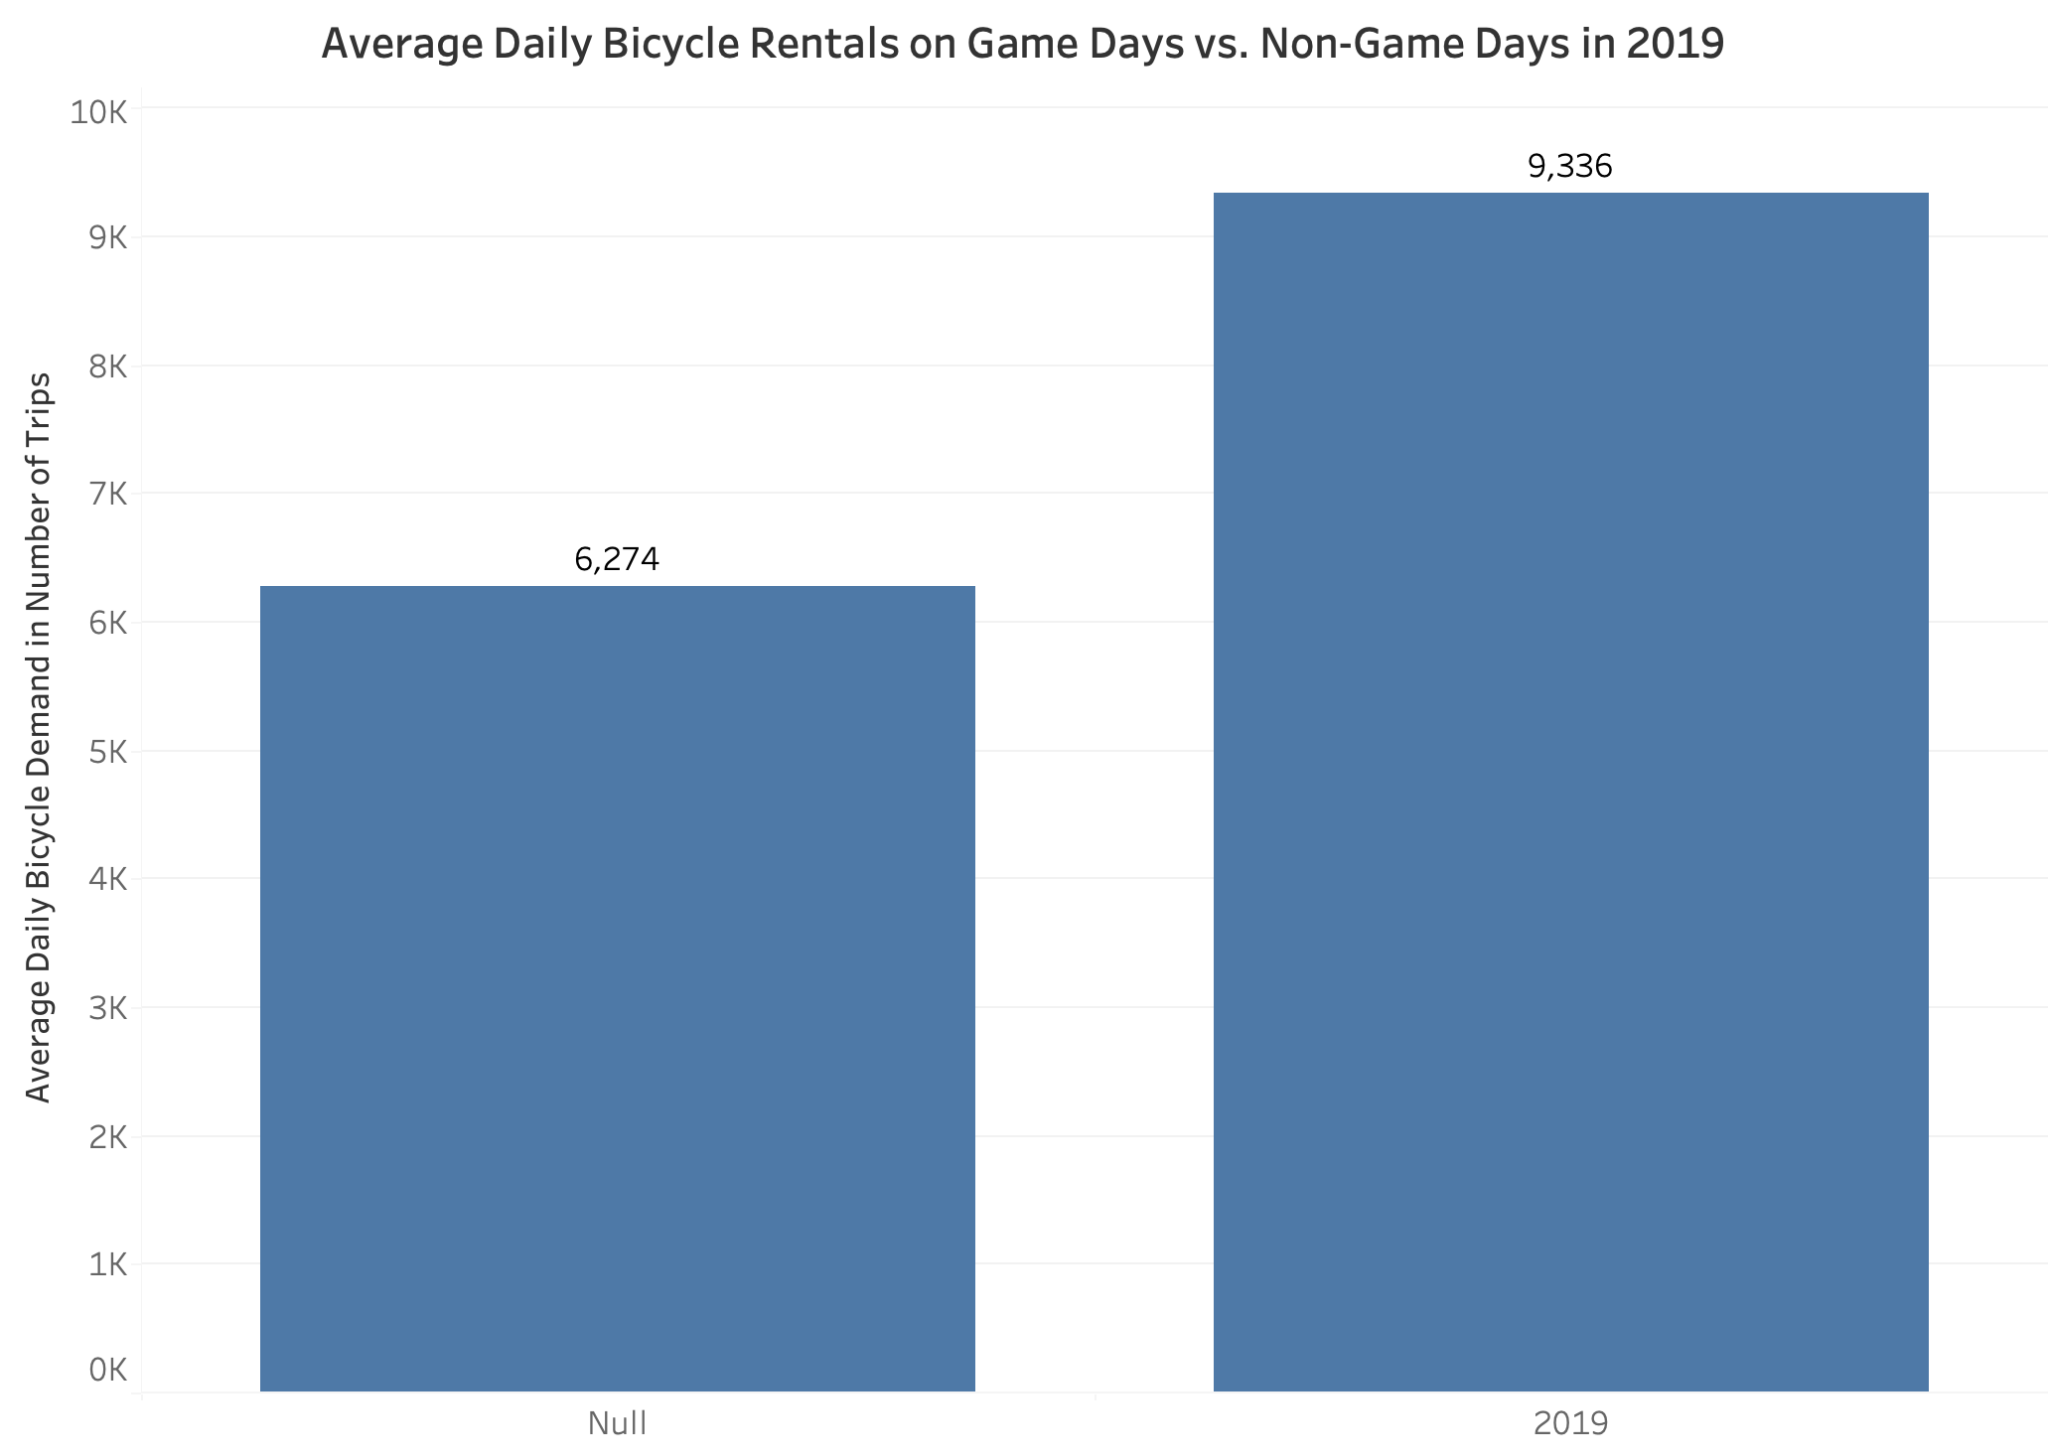 Average Daily Bicycle Rentals on Game Days vs. Non-Game Days in 2019
Average Daily Bicycle Demand in Number of Trips
10K
9K
8K
7K
6K
5K
4K
3K
2K
1K
0K
6,274
9,336
Null
2019